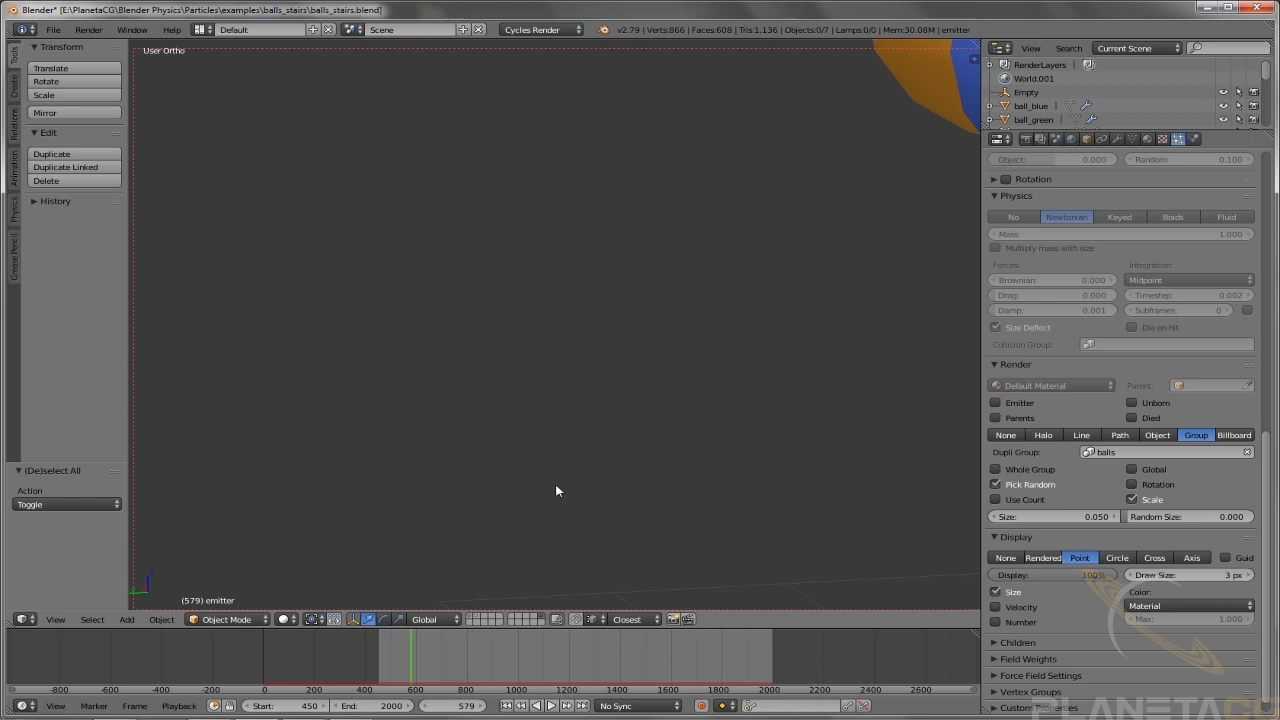 Blender* [E:\PlanetaCG\Blender Physics\Particles\examples\balls_stairs\balls_stairs.blend]
File Render Window Help Default Scene Cycles Render v2.79 | Verts:866 | Faces:608 | Tris:1,136 | Objects:0/7 | Lamps:0/0 | Mem:30.08M | emitter
Tools
Create
Relations
Animation
Physics
Grease Pencil
Transform
Translate
Rotate
Scale
Mirror
Edit
Duplicate
Duplicate Linked
Delete
History
(De)select All
Action
Toggle
User Ortho
(579) emitter
View Select Add Object Object Mode Global Closest
-800 -600 -400 -200 0 200 400 600 800 1000 1200 1400 1600 1800 2000 2200 2400 2600
View Marker Frame Playback Start: 450 End: 2000 579 No Sync
View Search Current Scene
RenderLayers
World.001
Empty
ball_blue
ball_green
Object: 0.000 Random: 0.100
Rotation
Physics
No Newtonian Keyed Boids Fluid
Mass: 1.000
Multiply mass with size
Forces: Integration:
Brownian: 0.000 Midpoint
Drag: 0.000 Timestep: 0.002
Damp: 0.001 Subframes: 0
Size Deflect Die on hit
Collision Group:
Render
Default Material Parent:
Emitter Unborn
Parents Died
None Halo Line Path Object Group Billboard
Dupli Group: balls
Whole Group Global
Pick Random Rotation
Use Count Scale
Size: 0.050 Random Size: 0.000
Display
None Rendered Point Circle Cross Axis Guid
Display: 100% Draw Size: 3 px
Size Color:
Velocity Material
Number Max: 1.000
Children
Field Weights
Force Field Settings
Vertex Groups
Custom Properties
PLANETACG